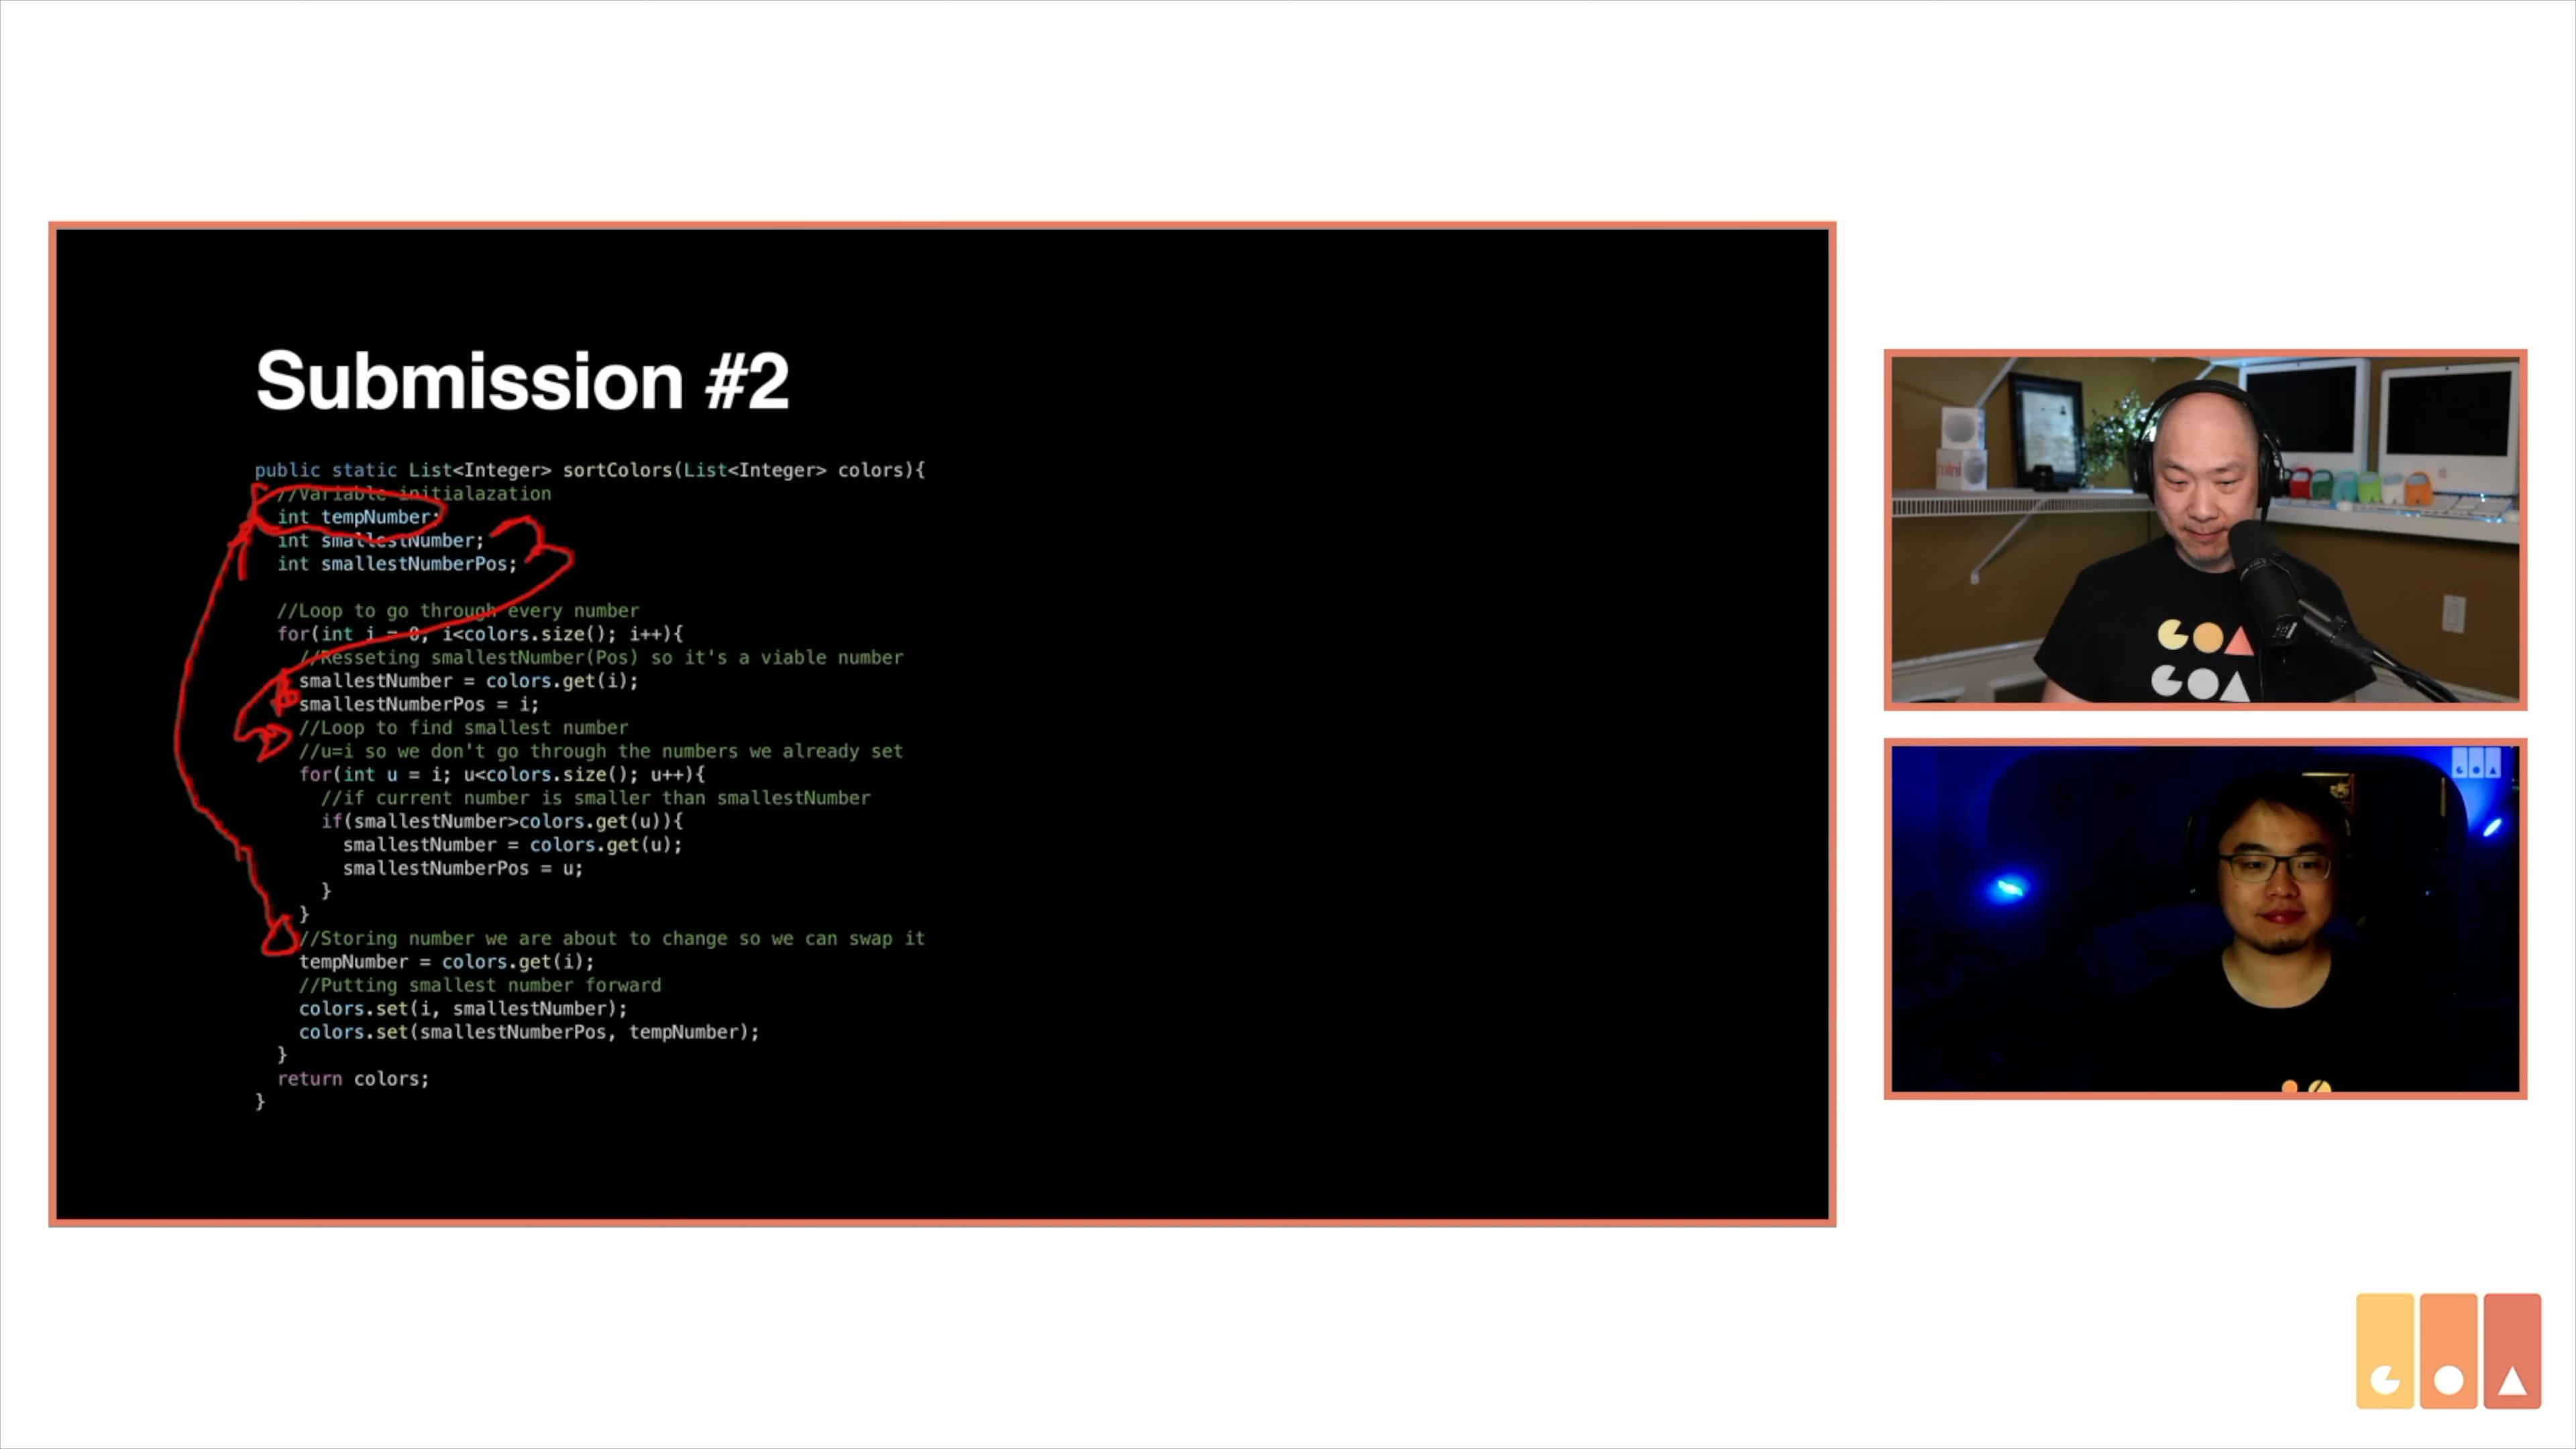 Submission #2
public static List<Integer> sortColors(List<Integer> colors){
//Variable initialazation
int tempNumber;
int smallestNumber;
int smallestNumberPos;
//Loop to go through every number
for(int i = 0; i<colors.size(); i++){
//Resseting smallestNumber(Pos) so it's a viable number
smallestNumber = colors.get(i);
smallestNumberPos = i;
//Loop to find smallest number
//u=i so we don't go through the numbers we already set
for(int u = i; u<colors.size(); u++){
//if current number is smaller than smallestNumber
if(smallestNumber>colors.get(u)){
smallestNumber = colors.get(u);
smallestNumberPos = u;
}
}
//Storing number we are about to change so we can swap it
tempNumber = colors.get(i);
//Putting smallest number forward
colors.set(i, smallestNumber);
colors.set(smallestNumberPos, tempNumber);
}
return colors;
}
mini
GOA
GOA
GOA